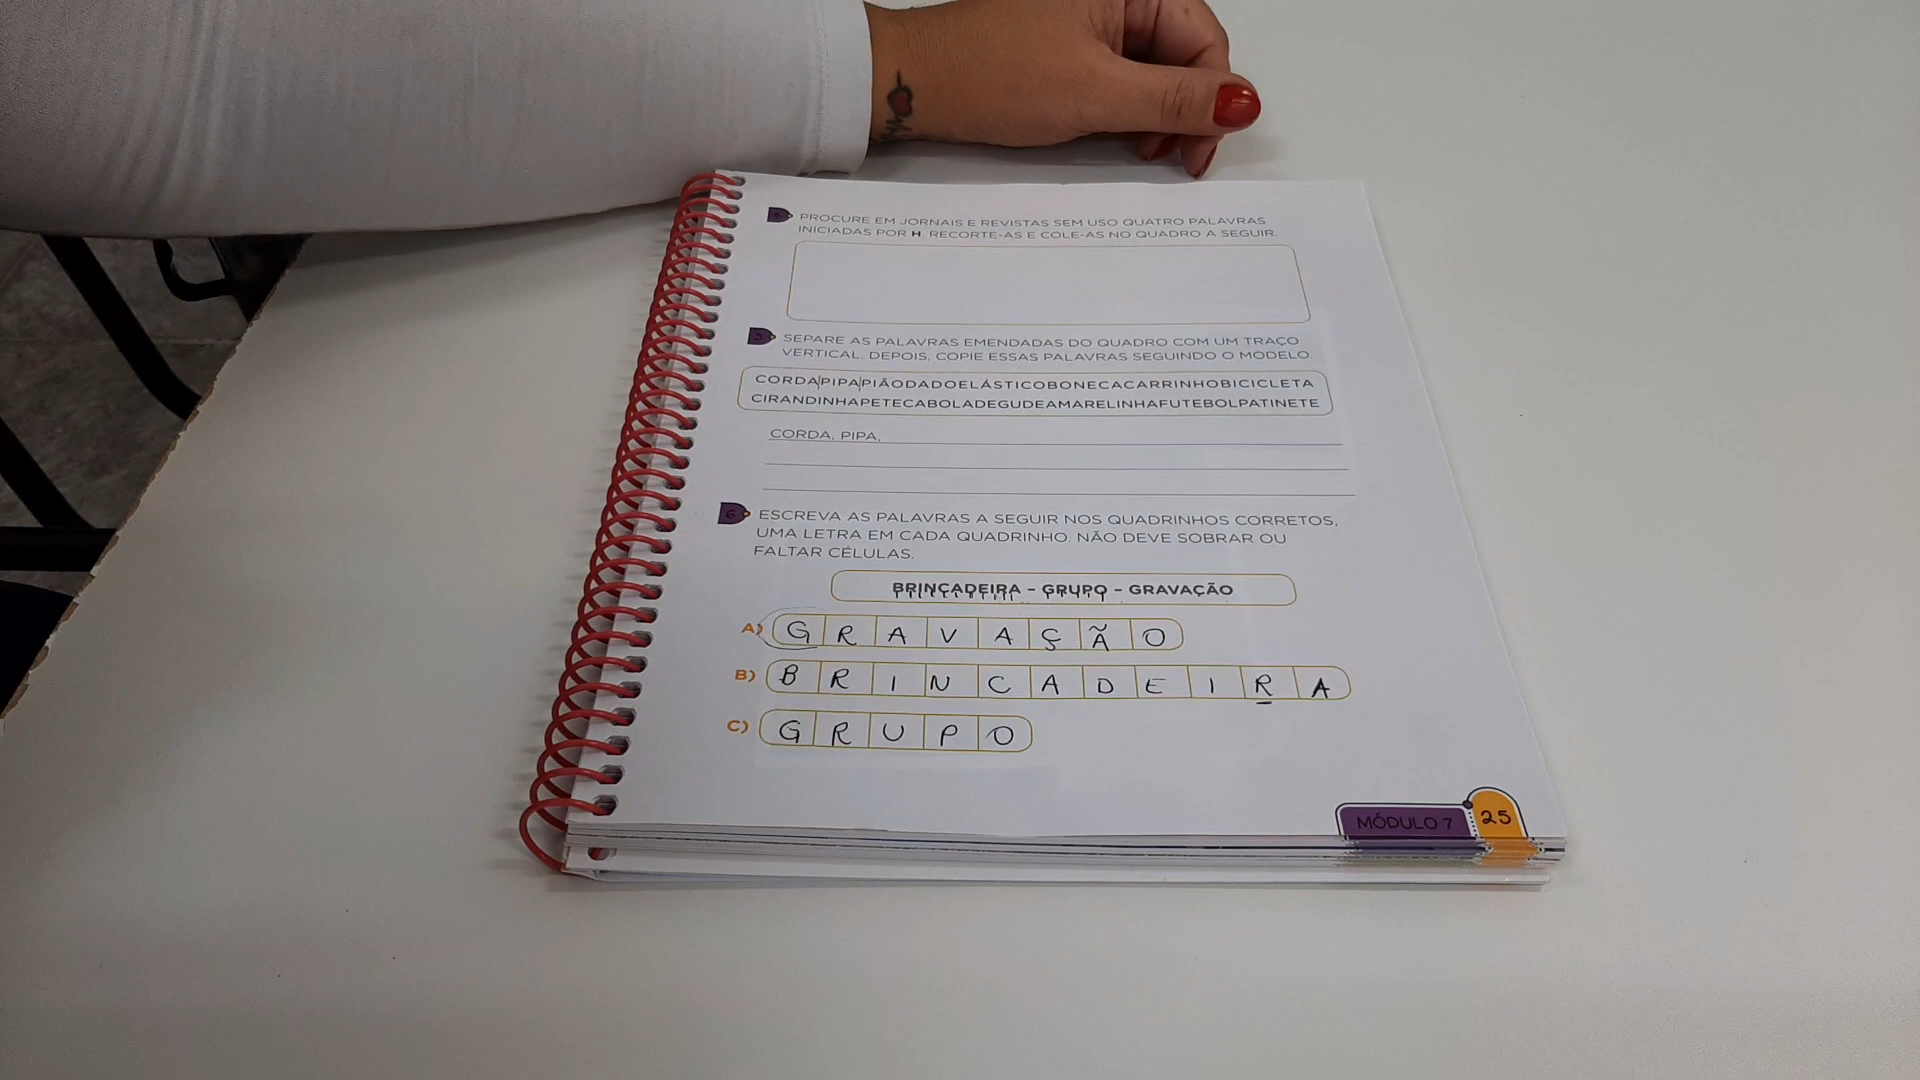 4 PROCURE EM JORNAIS E REVISTAS SEM USO QUATRO PALAVRAS
INICIADAS POR H. RECORTE-AS E COLE-AS NO QUADRO A SEGUIR.
5 SEPARE AS PALAVRAS EMENDADAS DO QUADRO COM UM TRAÇO
VERTICAL. DEPOIS, COPIE ESSAS PALAVRAS SEGUINDO O MODELO.
CORDA|PIPA|PIÃODADOELÁSTICOBONECACARRINHOBICICLETA
CIRANDINHAPETECABOLADEGUDEAMARELINHAFUTEBOLPATINETE
CORDA, PIPA,
6 ESCREVA AS PALAVRAS A SEGUIR NOS QUADRINHOS CORRETOS,
UMA LETRA EM CADA QUADRINHO. NÃO DEVE SOBRAR OU
FALTAR CÉLULAS.
BRINCADEIRA - GRUPO - GRAVAÇÃO
A) G R A V A Ç Ã O
B) B R I N C A D E I R A
C) G R U P O
MÓDULO 7 25